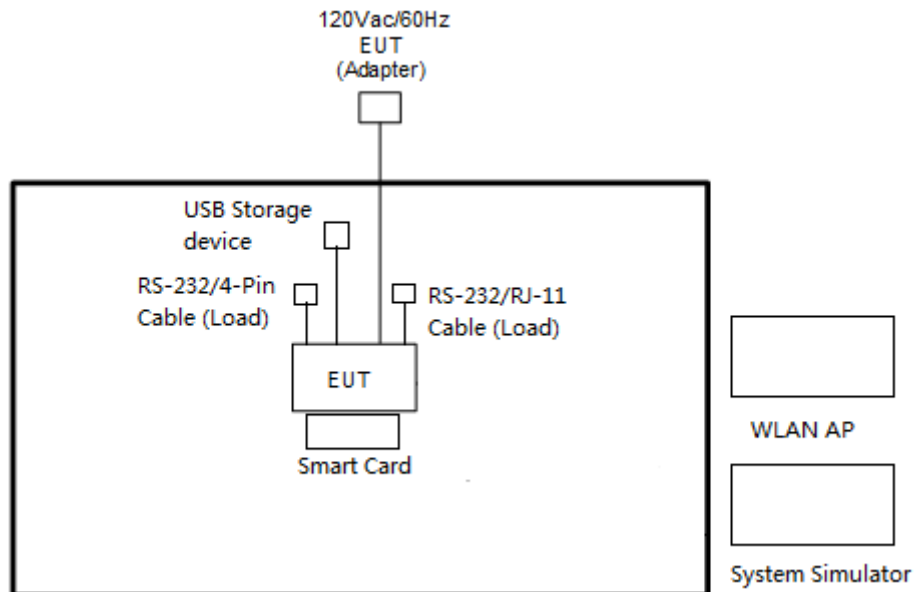 120Vac/60Hz
EUT
(Adapter)
USB Storage
device
RS-232/4-Pin
Cable (Load)
RS-232/RJ-11
Cable (Load)
EUT
Smart Card
WLAN AP
System Simulator